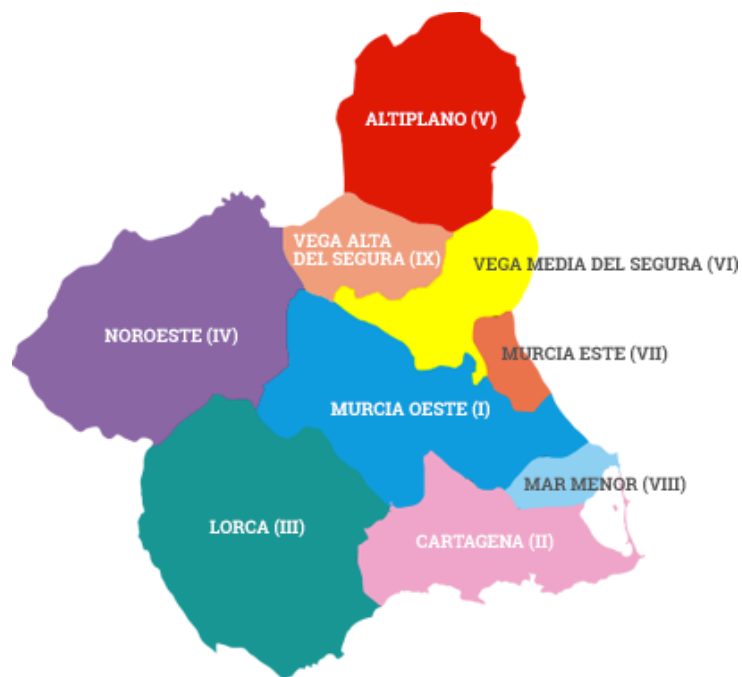 ALTIPLANO (V)
VEGA ALTA
DEL SEGURA (IX)
VEGA MEDIA DEL SEGURA (VI)
NOROESTE (IV)
MURCIA ESTE (VII)
MURCIA OESTE (I)
MAR MENOR (VIII)
LORCA (III)
CARTAGENA (II)